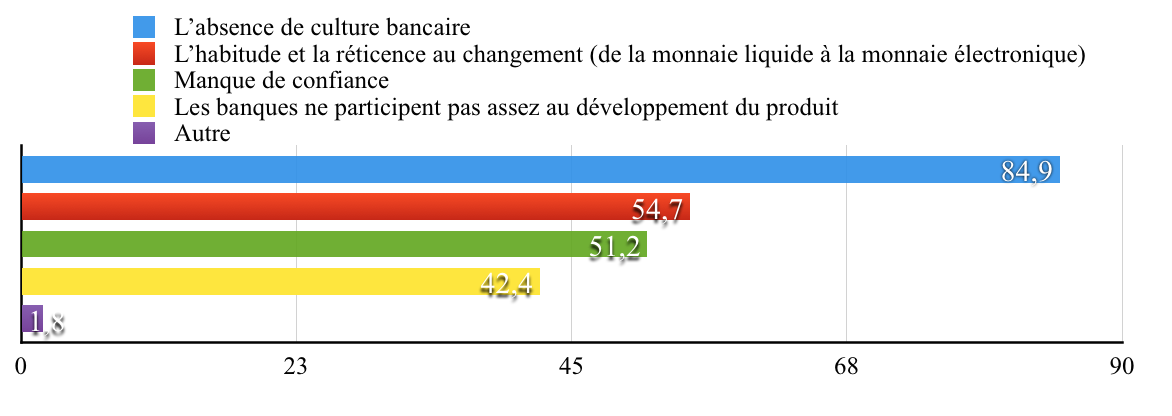 L’absence de culture bancaire
L’habitude et la réticence au changement (de la monnaie liquide à la monnaie électronique)
Manque de confiance
Les banques ne participent pas assez au développement du produit
Autre
84,9
54,7
51,2
42,4
1,8
0 23 45 68 90